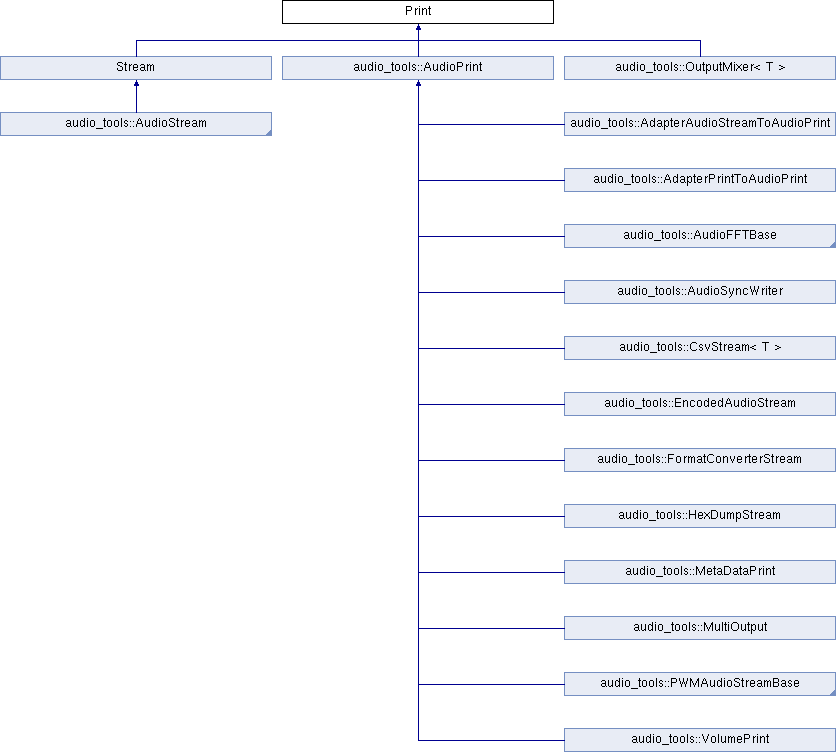 Print
Stream
audio_tools::AudioPrint
audio_tools::OutputMixer< T >
audio_tools::AudioStream
audio_tools::AdapterAudioStreamToAudioPrint
audio_tools::AdapterPrintToAudioPrint
audio_tools::AudioFFTBase
audio_tools::AudioSyncWriter
audio_tools::CsvStream< T >
audio_tools::EncodedAudioStream
audio_tools::FormatConverterStream
audio_tools::HexDumpStream
audio_tools::MetaDataPrint
audio_tools::MultiOutput
audio_tools::PWMAudioStreamBase
audio_tools::VolumePrint